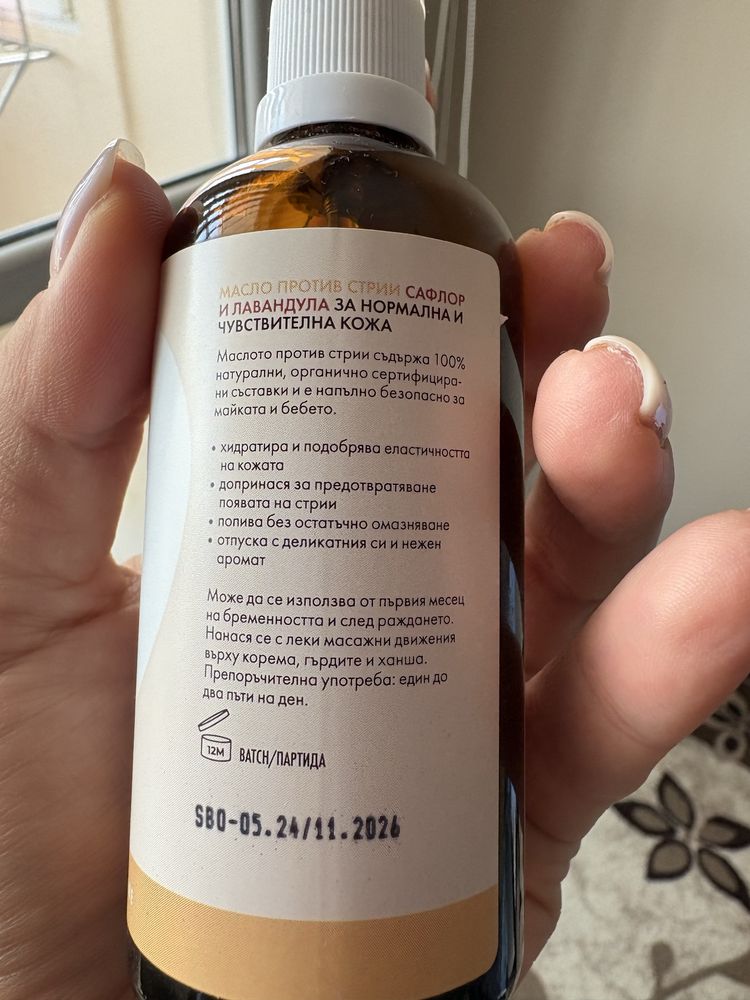 МАСЛО ПРОТИВ СТРИИ САФЛОР
И ЛАВАНДУЛА ЗА НОРМАЛНА И
ЧУВСТВИТЕЛНА КОЖА
Маслото против стрии съдържа 100%
натурални, органично сертифицира-
ни съставки и е напълно безопасно за
майката и бебето.
• хидратира и подобрява еластичността
на кожата
• допринася за предотвратяване
появата на стрии
• попива без остатъчно омазняване
• отпуска с деликатния си и нежен
аромат
Може да се използва от първия месец
на бременността и след раждането.
Нанася се с леки масажни движения
върху корема, гърдите и ханша.
Препоръчителна употреба: един до
два пъти на ден.
12M BATCH/ПАРТИДА
SBO-05.24/11.2026